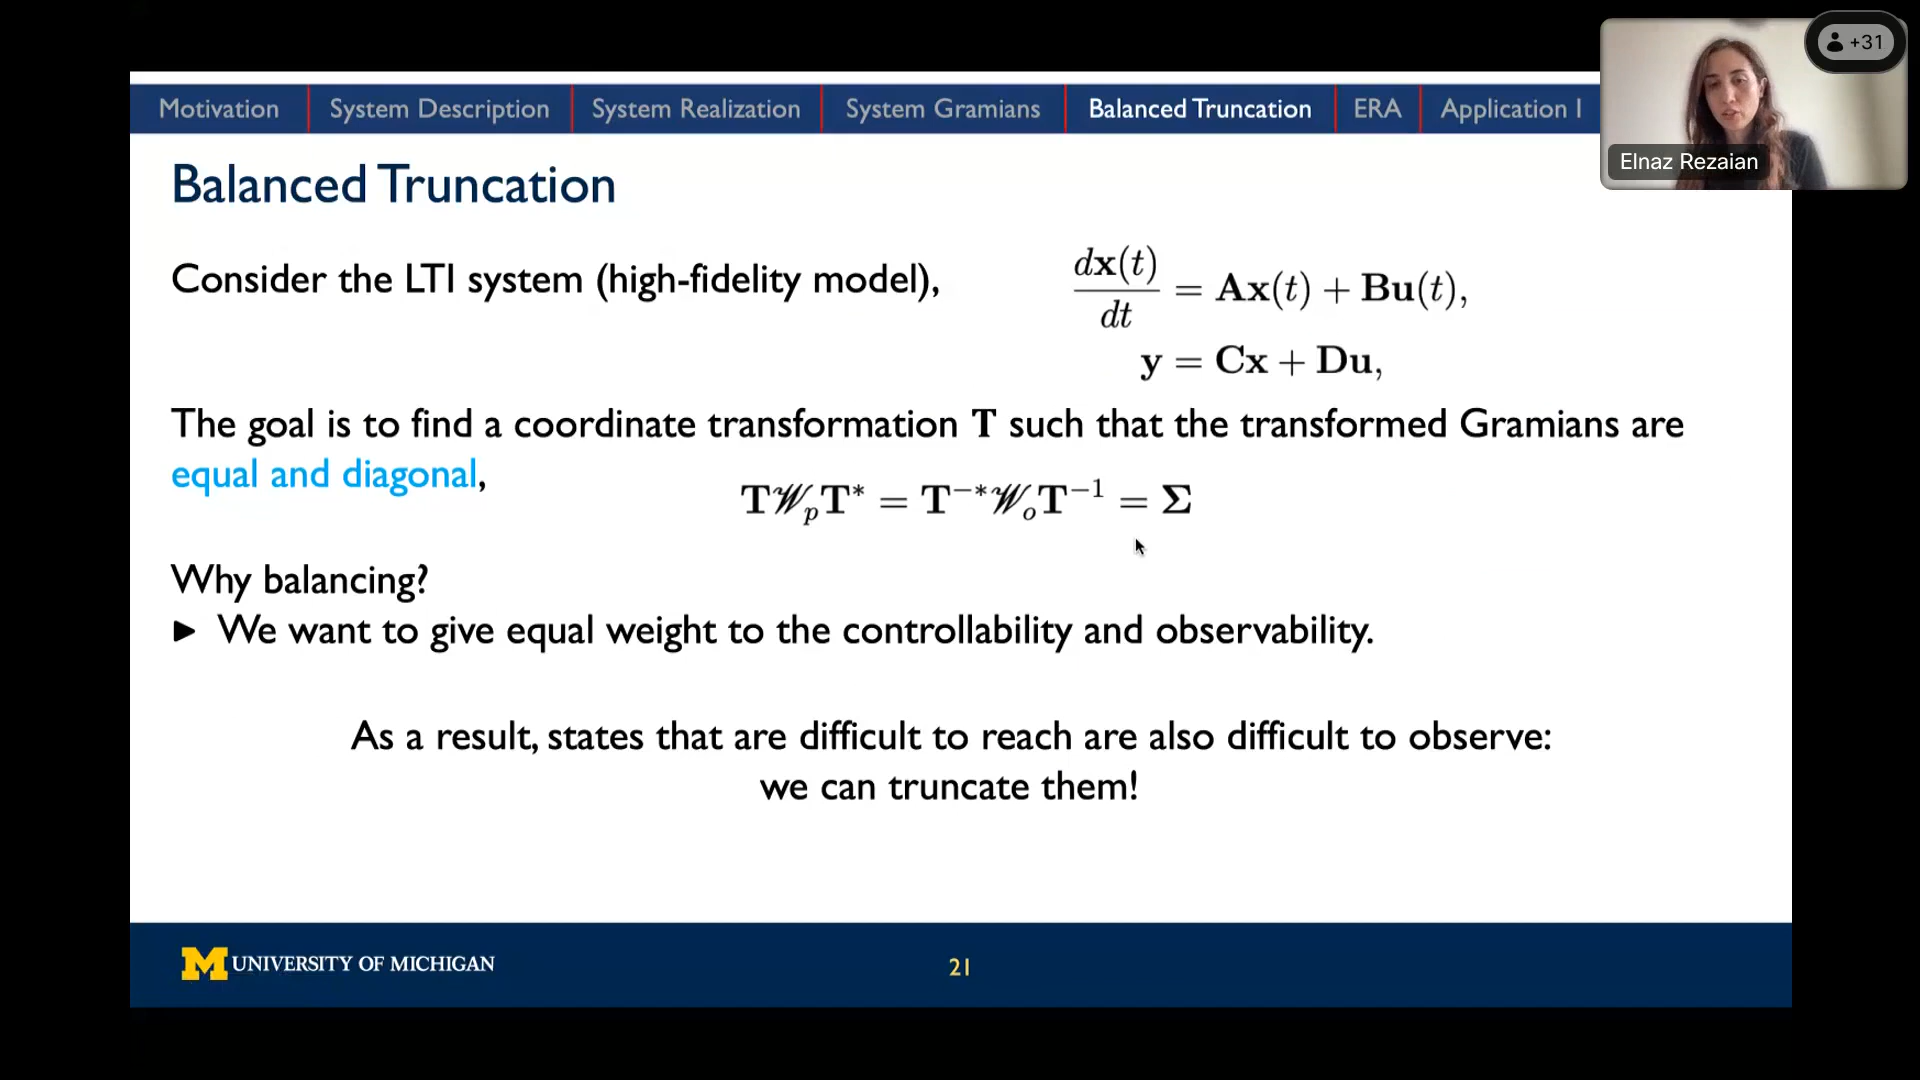 +31
Motivation
System Description
System Realization
System Gramians
Balanced Truncation
ERA
Application I
Elnaz Rezaian
Balanced Truncation
Consider the LTI system (high-fidelity model),
dx(t)/dt = Ax(t) + Bu(t),
y = Cx + Du,
The goal is to find a coordinate transformation T such that the transformed Gramians are
equal and diagonal,
T𝒲ₚT* = T⁻*𝒲ₒT⁻¹ = Σ
Why balancing?
► We want to give equal weight to the controllability and observability.
As a result, states that are difficult to reach are also difficult to observe:
we can truncate them!
M UNIVERSITY OF MICHIGAN
21